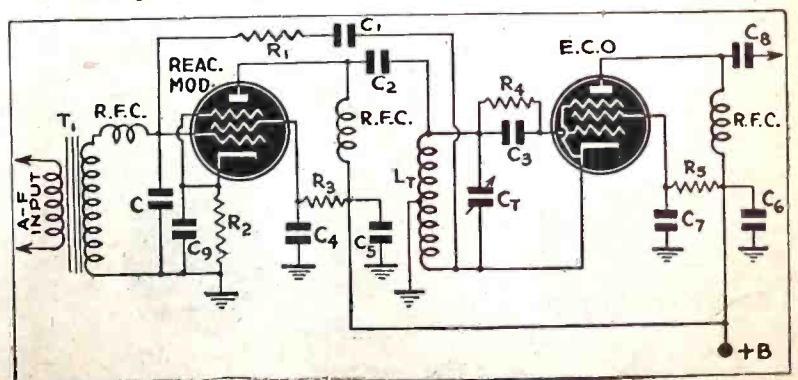 REAC.
MOD.
R1
C1
C2
E.C.O
C8
R.F.C.
T1
A-F
INPUT
R.F.C.
R4
C3
R.F.C.
C
C9
R2
R3
C4
C5
LT
CT
R5
C7
C6
+B